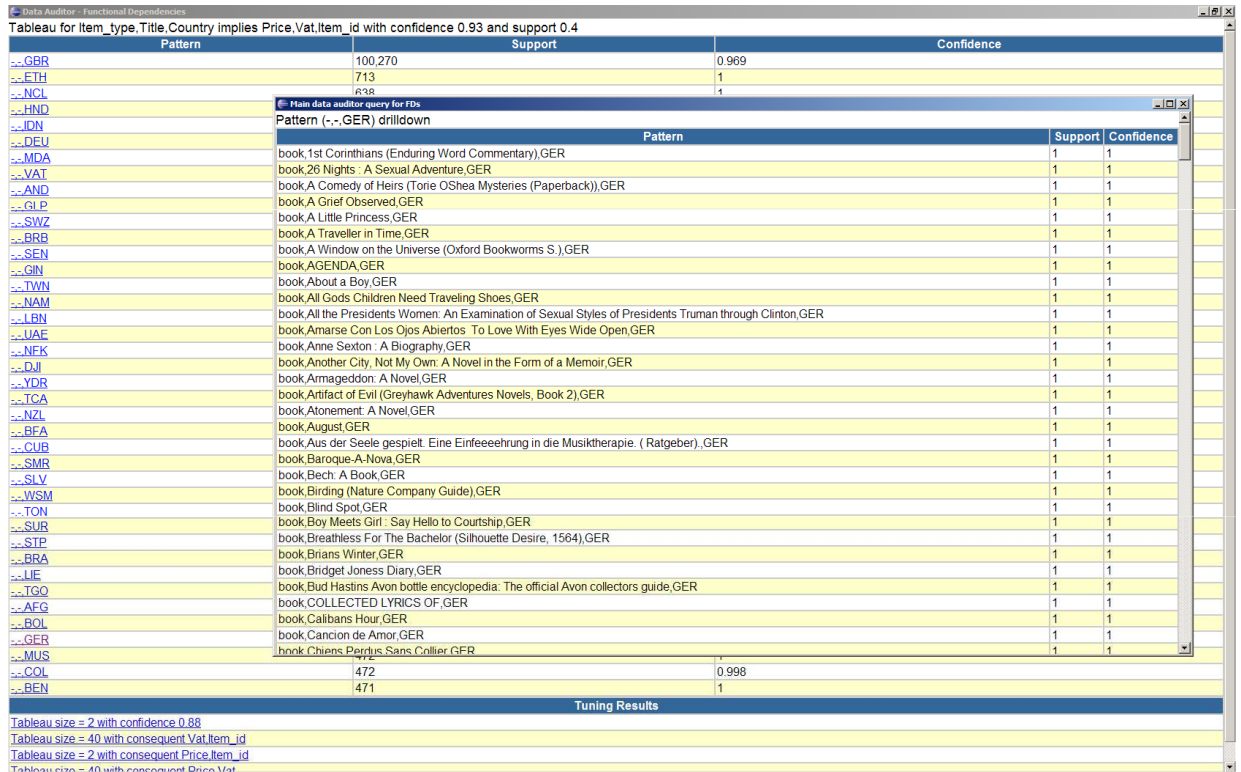 Data Auditor - Functional Dependencies
Tableau for Item_type,Title,Country implies Price,Vat,Item_id with confidence 0.93 and support 0.4
Pattern Support Confidence
-,-,GBR 100,270 0.969
-,-,ETH 713 1
-,-,NCL 638 1
-,-,HND
-,-,IDN
-,-,DEU
-,-,MDA
-,-,VAT
-,-,AND
-,-,GLP
-,-,SWZ
-,-,BRB
-,-,SEN
-,-,GIN
-,-,TWN
-,-,NAM
-,-,LBN
-,-,UAE
-,-,NFK
-,-,DJI
-,-,YDR
-,-,TCA
-,-,NZL
-,-,BFA
-,-,CUB
-,-,SMR
-,-,SLV
-,-,WSM
-,-,TON
-,-,SUR
-,-,STP
-,-,BRA
-,-,LIE
-,-,TGO
-,-,AFG
-,-,BOL
-,-,GER
-,-,MUS 472 1
-,-,COL 472 0.998
-,-,BEN 471 1
Main data auditor query for FDs
Pattern (-,-,GER) drilldown
Pattern Support Confidence
book,1st Corinthians (Enduring Word Commentary),GER 1 1
book,26 Nights : A Sexual Adventure,GER 1 1
book,A Comedy of Heirs (Torie OShea Mysteries (Paperback)),GER 1 1
book,A Grief Observed,GER 1 1
book,A Little Princess,GER 1 1
book,A Traveller in Time,GER 1 1
book,A Window on the Universe (Oxford Bookworms S.),GER 1 1
book,AGENDA,GER 1 1
book,About a Boy,GER 1 1
book,All Gods Children Need Traveling Shoes,GER 1 1
book,All the Presidents Women: An Examination of Sexual Styles of Presidents Truman through Clinton,GER 1 1
book,Amarse Con Los Ojos Abiertos  To Love With Eyes Wide Open,GER 1 1
book,Anne Sexton : A Biography,GER 1 1
book,Another City, Not My Own: A Novel in the Form of a Memoir,GER 1 1
book,Armageddon: A Novel,GER 1 1
book,Artifact of Evil (Greyhawk Adventures Novels, Book 2),GER 1 1
book,Atonement: A Novel,GER 1 1
book,August,GER 1 1
book,Aus der Seele gespielt. Eine Einfeeeehrung in die Musiktherapie. ( Ratgeber).,GER 1 1
book,Baroque-A-Nova,GER 1 1
book,Bech: A Book,GER 1 1
book,Birding (Nature Company Guide),GER 1 1
book,Blind Spot,GER 1 1
book,Boy Meets Girl : Say Hello to Courtship,GER 1 1
book,Breathless For The Bachelor (Silhouette Desire, 1564),GER 1 1
book,Brians Winter,GER 1 1
book,Bridget Joness Diary,GER 1 1
book,Bud Hastins Avon bottle encyclopedia: The official Avon collectors guide,GER 1 1
book,COLLECTED LYRICS OF,GER 1 1
book,Calibans Hour,GER 1 1
book,Cancion de Amor,GER 1 1
book,Chiens Perdus Sans Collier,GER 1 1
Tuning Results
Tableau size = 2 with confidence 0.88
Tableau size = 40 with consequent Vat,Item_id
Tableau size = 2 with consequent Price,Item_id
Tableau size = 40 with consequent Price,Vat